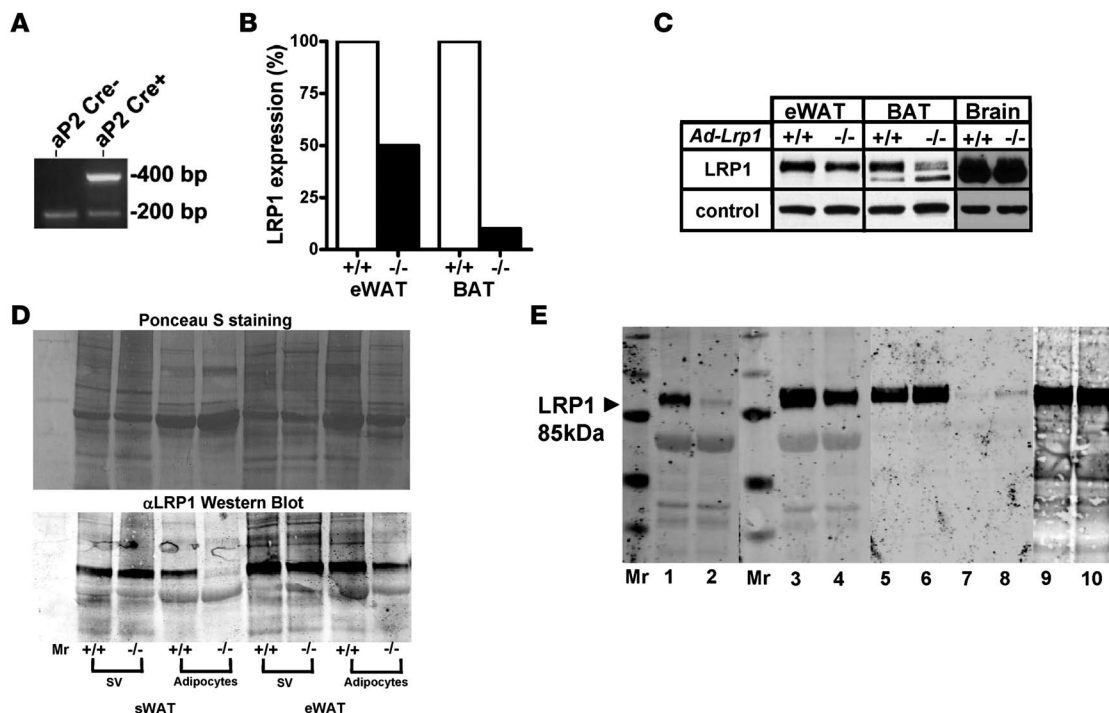 A
aP2 Cre-
aP2 Cre+
-400 bp
-200 bp
B
LRP1 expression (%)
100
75
50
25
0
+/+ -/- +/+ -/-
eWAT BAT
C
eWAT BAT Brain
Ad-Lrp1 +/+ -/- +/+ -/- +/+ -/-
LRP1
control
D
Ponceau S staining
αLRP1 Western Blot
Mr +/+ -/- +/+ -/- +/+ -/- +/+ -/-
SV Adipocytes SV Adipocytes
sWAT eWAT
E
LRP1
85kDa
Mr 1 2 Mr 3 4 5 6 7 8 9 10